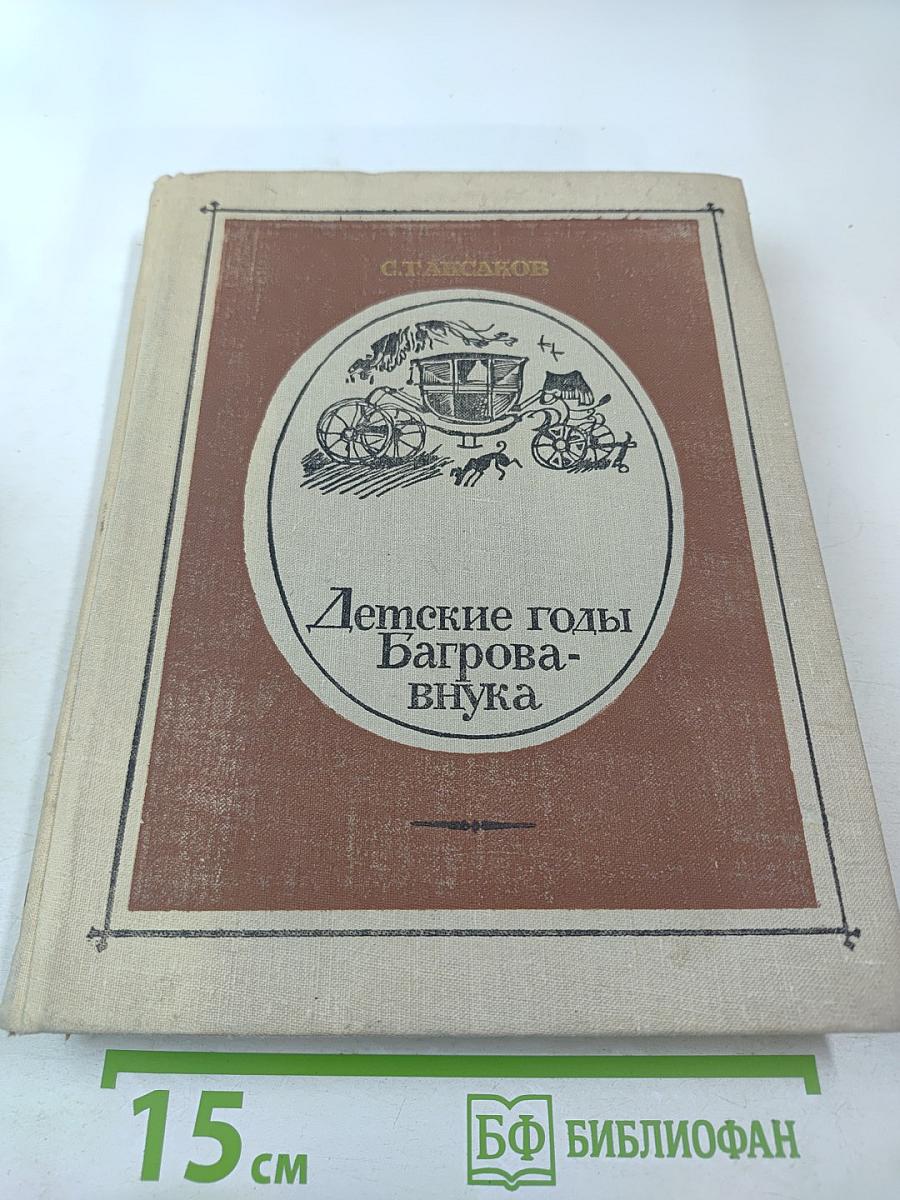 С.Т. АКСАКОВ
Детские годы
Багрова-
внука
15 см
БФ БИБЛИОФАН